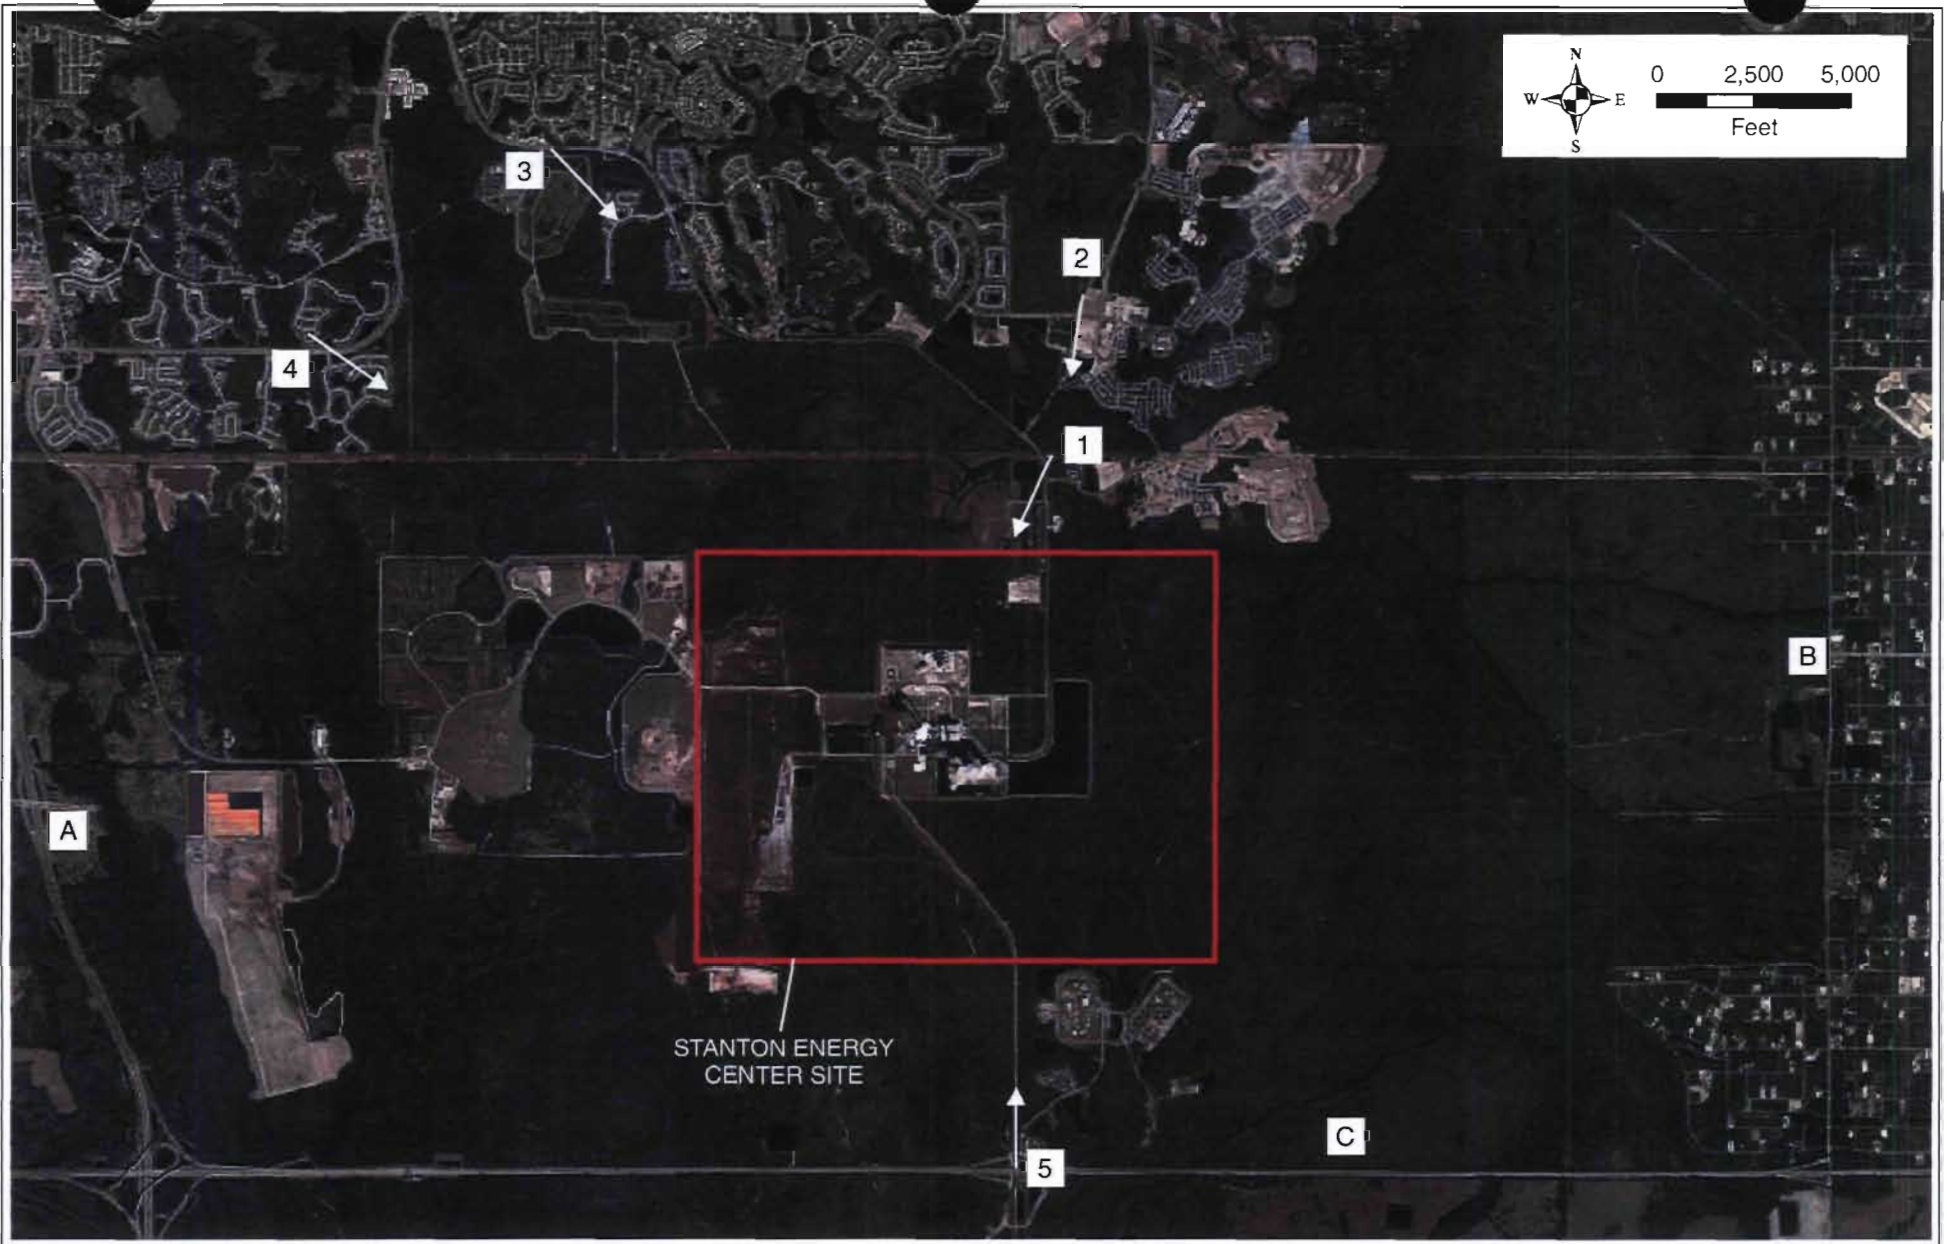 N
W E
S
0 2,500 5,000
Feet
3
2
4
1
B
A
STANTON ENERGY
CENTER SITE
C
5